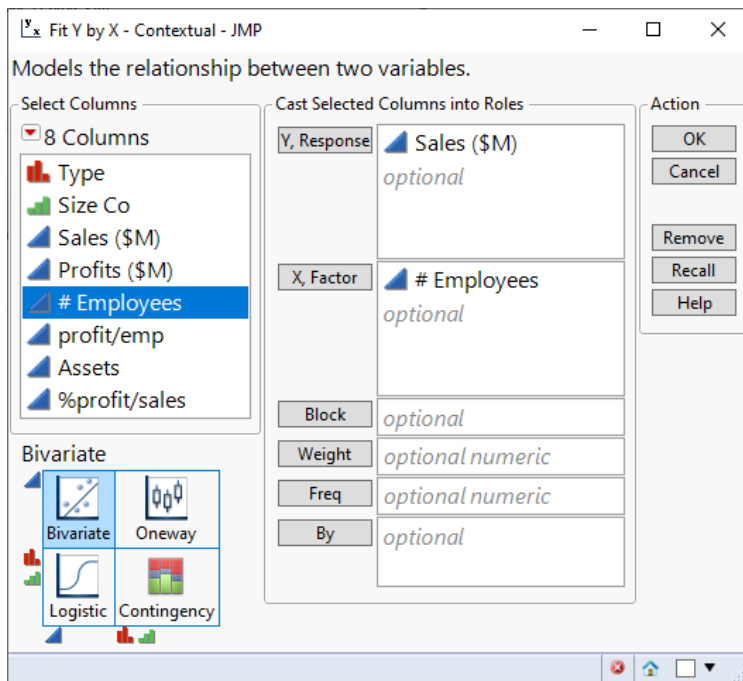 Fit Y by X - Contextual - JMP
Models the relationship between two variables.
Select Columns
8 Columns
Type
Size Co
Sales ($M)
Profits ($M)
# Employees
profit/emp
Assets
%profit/sales
Bivariate
Bivariate
Oneway
Logistic
Contingency
Cast Selected Columns into Roles
Y, Response
Sales ($M)
optional
X, Factor
# Employees
optional
Block
optional
Weight
optional numeric
Freq
optional numeric
By
optional
Action
OK
Cancel
Remove
Recall
Help